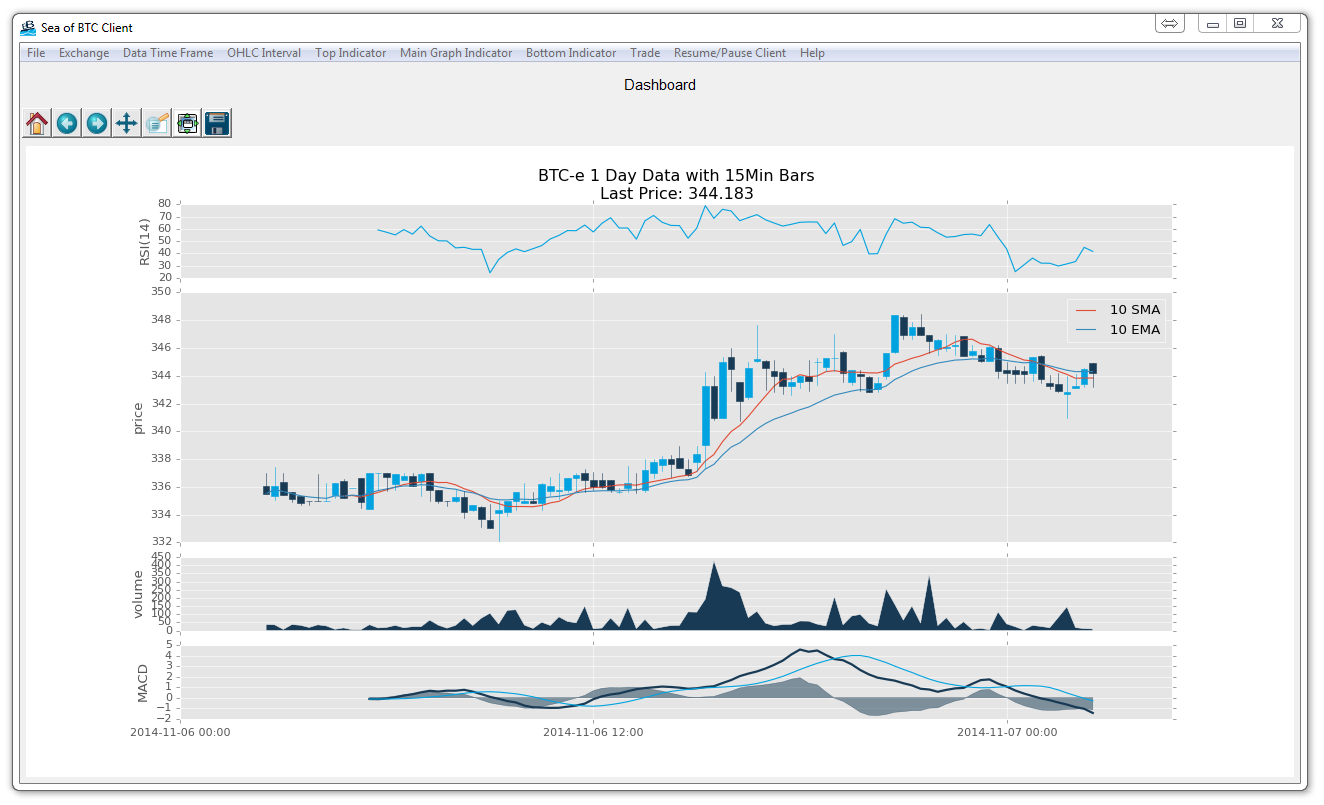 Sea of BTC Client
File Exchange Data Time Frame OHLC Interval Top Indicator Main Graph Indicator Bottom Indicator Trade Resume/Pause Client Help
Dashboard
BTC-e 1 Day Data with 15Min Bars
Last Price: 344.183
RSI(14)
80
70
60
50
40
30
20
price
350
348
346
344
342
340
338
336
334
332
10 SMA
10 EMA
volume
450
400
350
300
250
200
150
100
50
0
MACD
5
4
3
2
1
0
−1
−2
2014-11-06 00:00 2014-11-06 12:00 2014-11-07 00:00